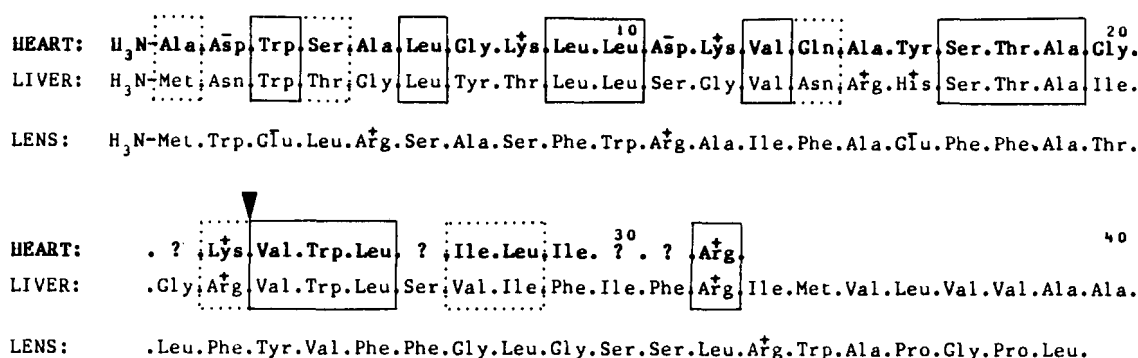 10 20
HEART: H₃N-Ala.Asp̄.Trp.Ser.Ala.Leu.Gly.Lys⁺.Leu.Leu.Asp̄.Lys⁺.Val.Gln.Ala.Tyr.Ser.Thr.Ala.Gly.
LIVER: H₃N-Met.Asn.Trp.Thr.Gly.Leu.Tyr.Thr.Leu.Leu.Ser.Gly.Val.Asn.Arg⁺.His⁺.Ser.Thr.Ala.Ile.
LENS: H₃N-Met.Trp.Glū.Leu.Arg⁺.Ser.Ala.Ser.Phe.Trp.Arg⁺.Ala.Ile.Phe.Ala.Glū.Phe.Phe.Ala.Thr.
30 40
HEART: . ? .Lys⁺.Val.Trp.Leu. ? .Ile.Leu.Ile. ? . ? .Arg⁺.
LIVER: .Gly.Arg⁺.Val.Trp.Leu.Ser.Val.Ile.Phe.Ile.Phe.Arg⁺.Ile.Met.Val.Leu.Val.Val.Ala.Ala.
LENS: .Leu.Phe.Tyr.Val.Phe.Phe.Gly.Leu.Gly.Ser.Ser.Leu.Arg⁺.Trp.Ala.Pro.Gly.Pro.Leu.